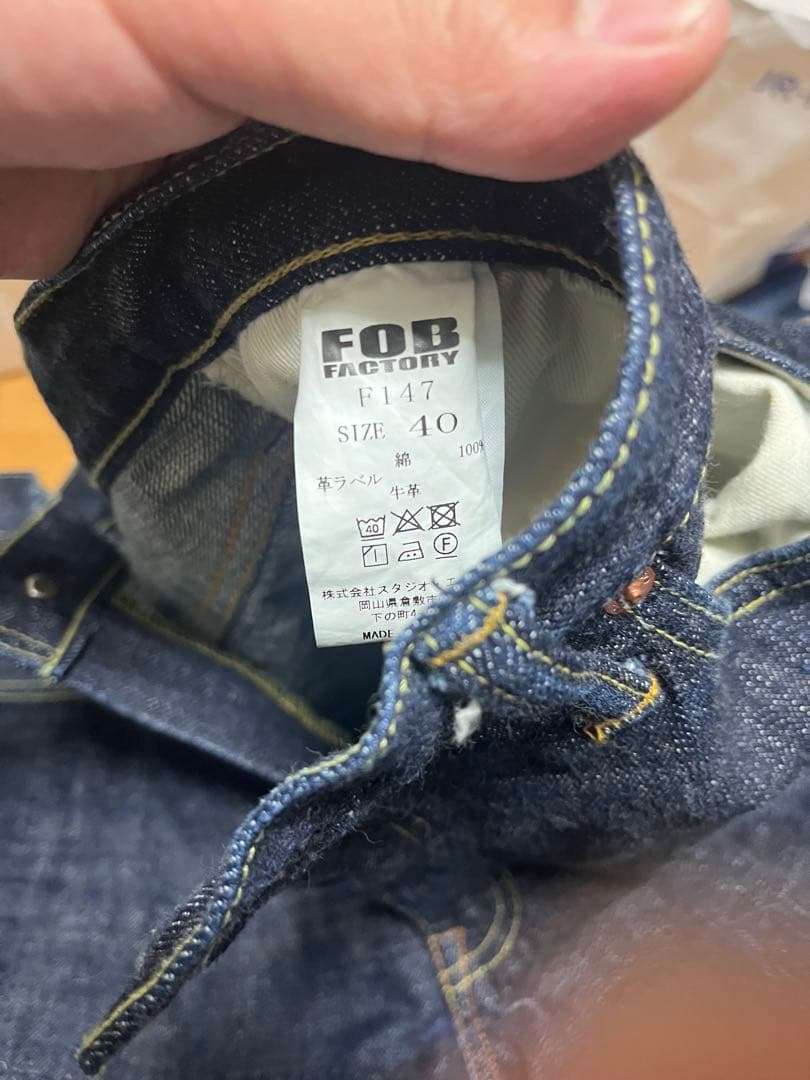 FOB
FACTORY
F147
SIZE 40
綿 100%
革ラベル 牛革
40
F
株式会社スタジオ
岡山県倉敷市
下の町4
MADE